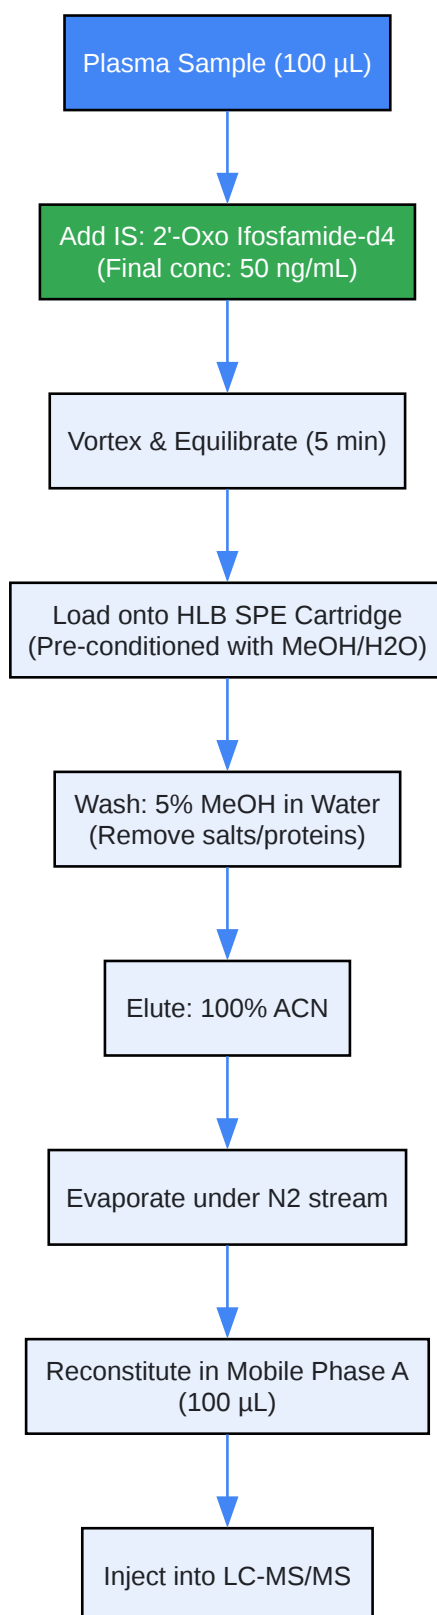 Plasma Sample (100 µL)
Add IS: 2'-Oxo Ifosfamide-d4
(Final conc: 50 ng/mL)
Vortex & Equilibrate (5 min)
Load onto HLB SPE Cartridge
(Pre-conditioned with MeOH/H2O)
Wash: 5% MeOH in Water
(Remove salts/proteins)
Elute: 100% ACN
Evaporate under N2 stream
Reconstitute in Mobile Phase A
(100 µL)
Inject into LC-MS/MS